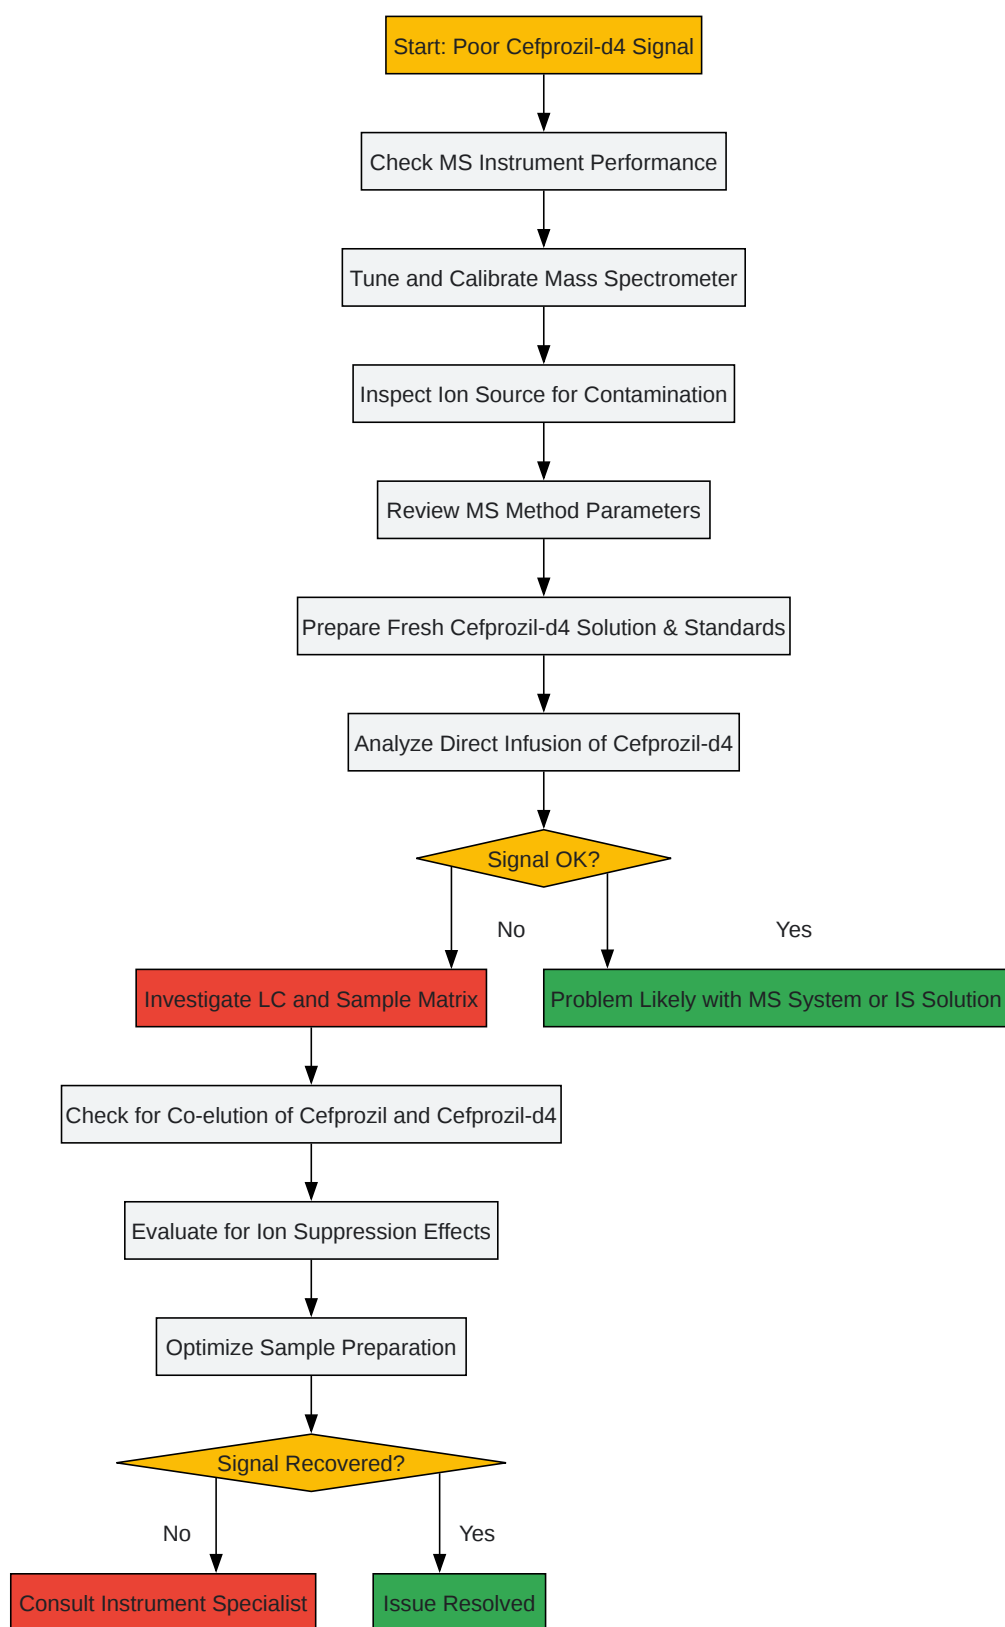 Start: Poor Cefprozil-d4 Signal
Check MS Instrument Performance
Tune and Calibrate Mass Spectrometer
Inspect Ion Source for Contamination
Review MS Method Parameters
Prepare Fresh Cefprozil-d4 Solution & Standards
Analyze Direct Infusion of Cefprozil-d4
Signal OK?
No
Yes
Investigate LC and Sample Matrix
Problem Likely with MS System or IS Solution
Check for Co-elution of Cefprozil and Cefprozil-d4
Evaluate for Ion Suppression Effects
Optimize Sample Preparation
Signal Recovered?
No
Yes
Consult Instrument Specialist
Issue Resolved